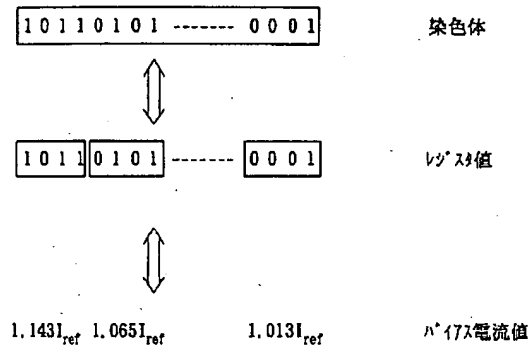 10110101 ------- 0001 染色体
1011 0101 ------- 0001 ﾚｼﾞｽﾀ値
1.143I_ref 1.065I_ref 1.013I_ref ﾊﾞｲｱｽ電流値